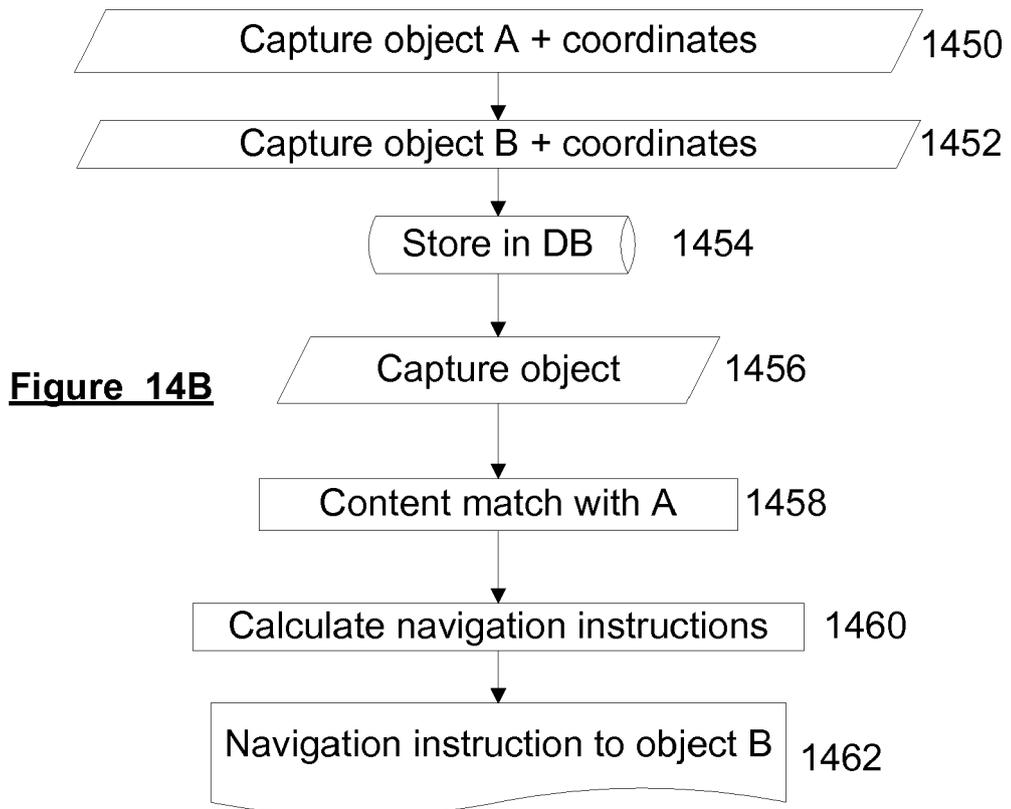 Capture object A + coordinates 1450
Capture object B + coordinates 1452
Store in DB 1454
Capture object 1456
Figure 14B
Content match with A 1458
Calculate navigation instructions 1460
Navigation instruction to object B 1462